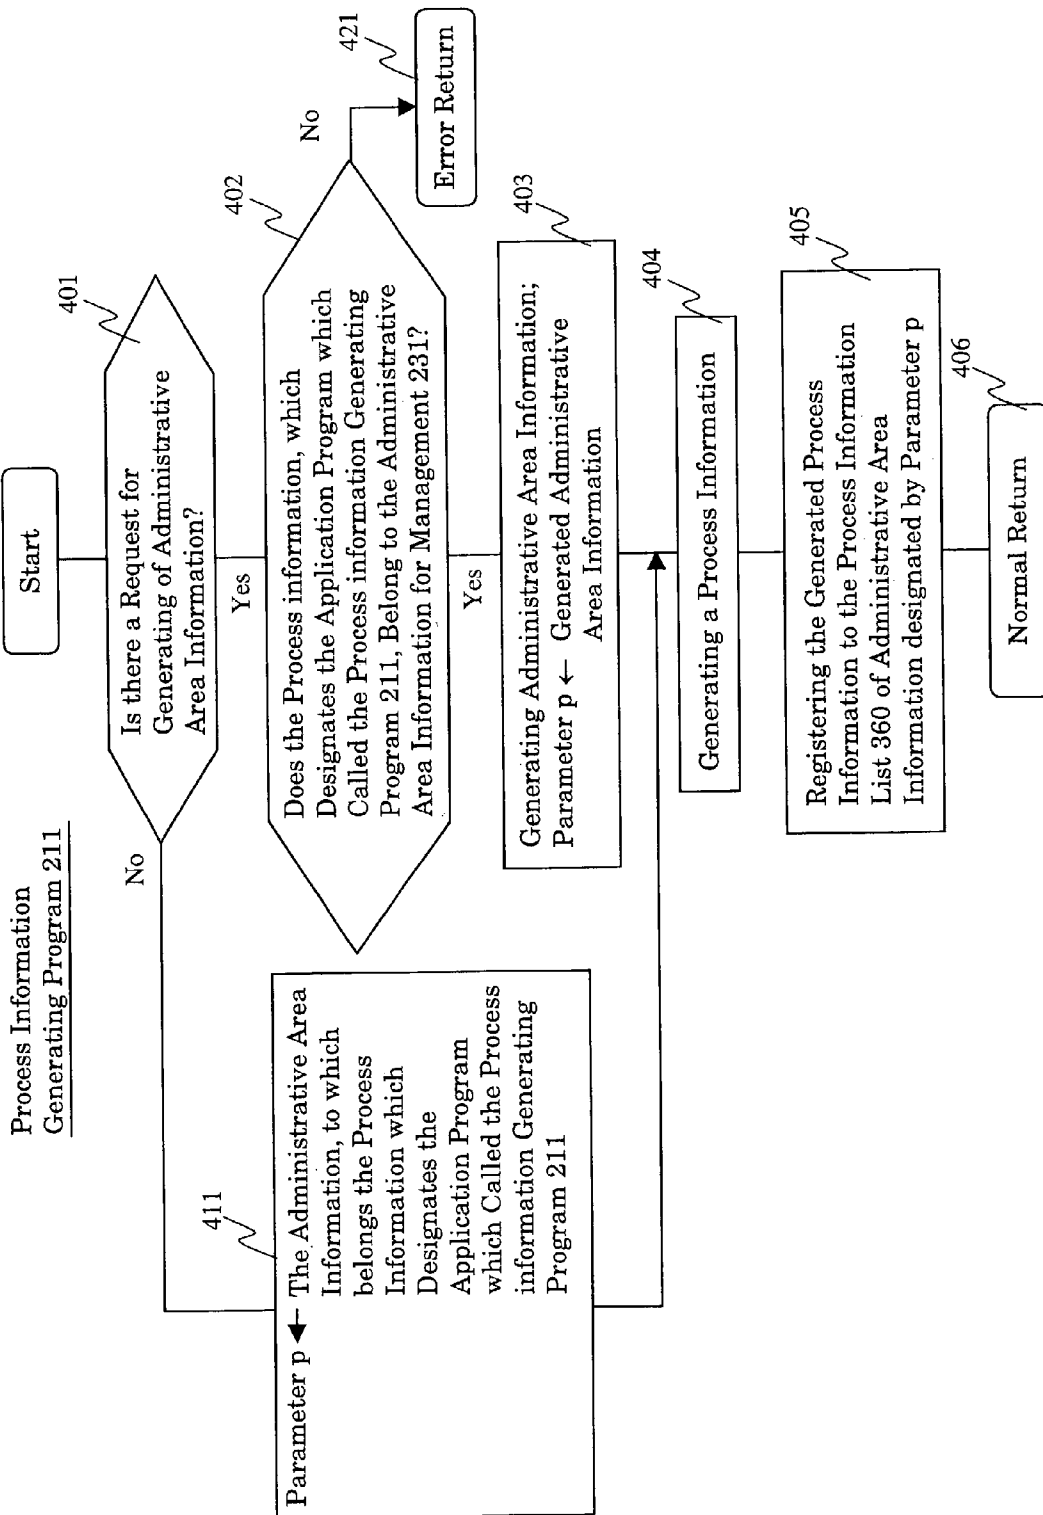 Process Information
Generating Program 211
Start
401
Is there a Request for
Generating of Administrative
Area Information?
No
Yes
402
Does the Process information, which
Designates the Application Program which
Called the Process information Generating
Program 211, Belong to the Administrative
Area Information for Management 231?
No
421
Error Return
Yes
411
Parameter p ← The Administrative Area
Information, to which
belongs the Process
Information which
Designates the
Application Program
which Called the Process
information Generating
Program 211
403
Generating Administrative Area Information;
Parameter p ← Generated Administrative
Area Information
404
Generating a Process Information
405
Registering the Generated Process
Information to the Process Information
List 360 of Administrative Area
Information designated by Parameter p
406
Normal Return